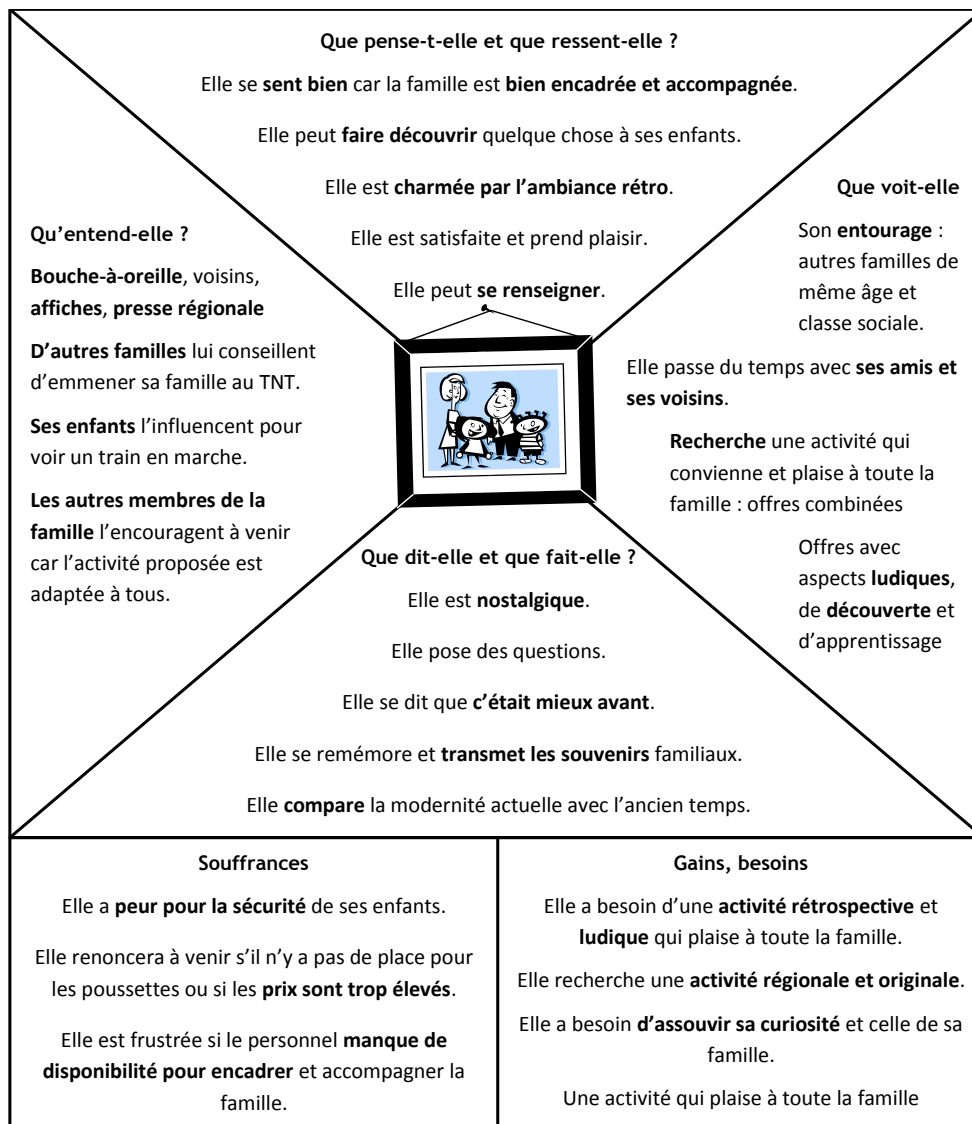 Que pense-t-elle et que ressent-elle ?
Elle se sent bien car la famille est bien encadrée et accompagnée.
Elle peut faire découvrir quelque chose à ses enfants.
Elle est charmée par l’ambiance rétro.
Elle est satisfaite et prend plaisir.
Elle peut se renseigner.
Qu’entend-elle ?
Bouche-à-oreille, voisins,
affiches, presse régionale
D’autres familles lui conseillent
d’emmener sa famille au TNT.
Ses enfants l’influencent pour
voir un train en marche.
Les autres membres de la
famille l’encouragent à venir
car l’activité proposée est
adaptée à tous.
Que voit-elle
Son entourage :
autres familles de
même âge et
classe sociale.
Elle passe du temps avec ses amis et
ses voisins.
Recherche une activité qui
convienne et plaise à toute la
famille : offres combinées
Offres avec
aspects ludiques,
de découverte et
d’apprentissage
Que dit-elle et que fait-elle ?
Elle est nostalgique.
Elle pose des questions.
Elle se dit que c’était mieux avant.
Elle se remémore et transmet les souvenirs familiaux.
Elle compare la modernité actuelle avec l’ancien temps.
Souffrances
Elle a peur pour la sécurité de ses enfants.
Elle renoncera à venir s’il n’y a pas de place pour
les poussettes ou si les prix sont trop élevés.
Elle est frustrée si le personnel manque de
disponibilité pour encadrer et accompagner la
famille.
Gains, besoins
Elle a besoin d’une activité rétrospective et
ludique qui plaise à toute la famille.
Elle recherche une activité régionale et originale.
Elle a besoin d’assouvir sa curiosité et celle de sa
famille.
Une activité qui plaise à toute la famille